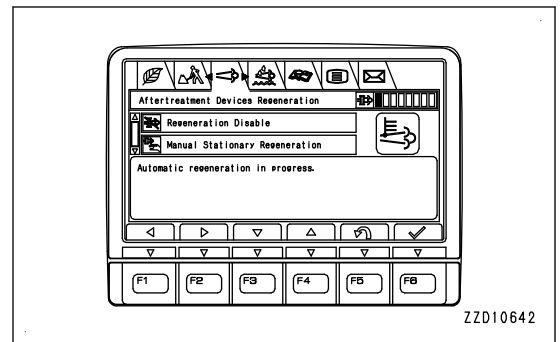 Aftertreatment Devices Regeneration
Regeneration Disable
Manual Stationary Regeneration
Automatic regeneration in progress.
F1 F2 F3 F4 F5 F6
ZZD10642